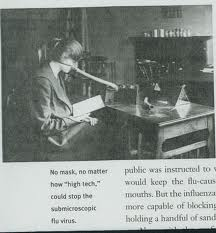 No mask, no matter
how "high tech,"
could stop the
submicroscopic
flu virus.
public was instructed to
would keep the flu-caus
mouths. But the influenza
more capable of blocking
holding a handful of sand